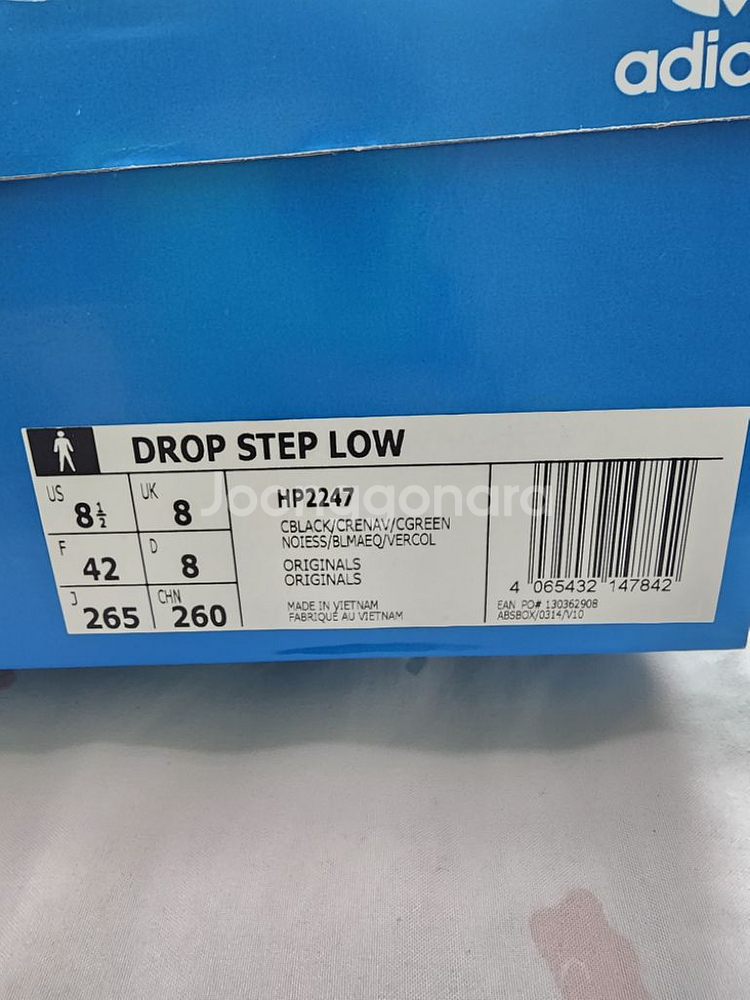 adid
DROP STEP LOW
US 8½
UK 8
F 42
D 8
J 265
CHN 260
HP2247
CBLACK/CRENAV/CGREEN
NOIESS/BLMAEQ/VERCOL
ORIGINALS
ORIGINALS
MADE IN VIETNAM
FABRIQUÉ AU VIETNAM
4 065432 147842
EAN PO# 130362908
ABSBOX/0314/V10
Joonggonara